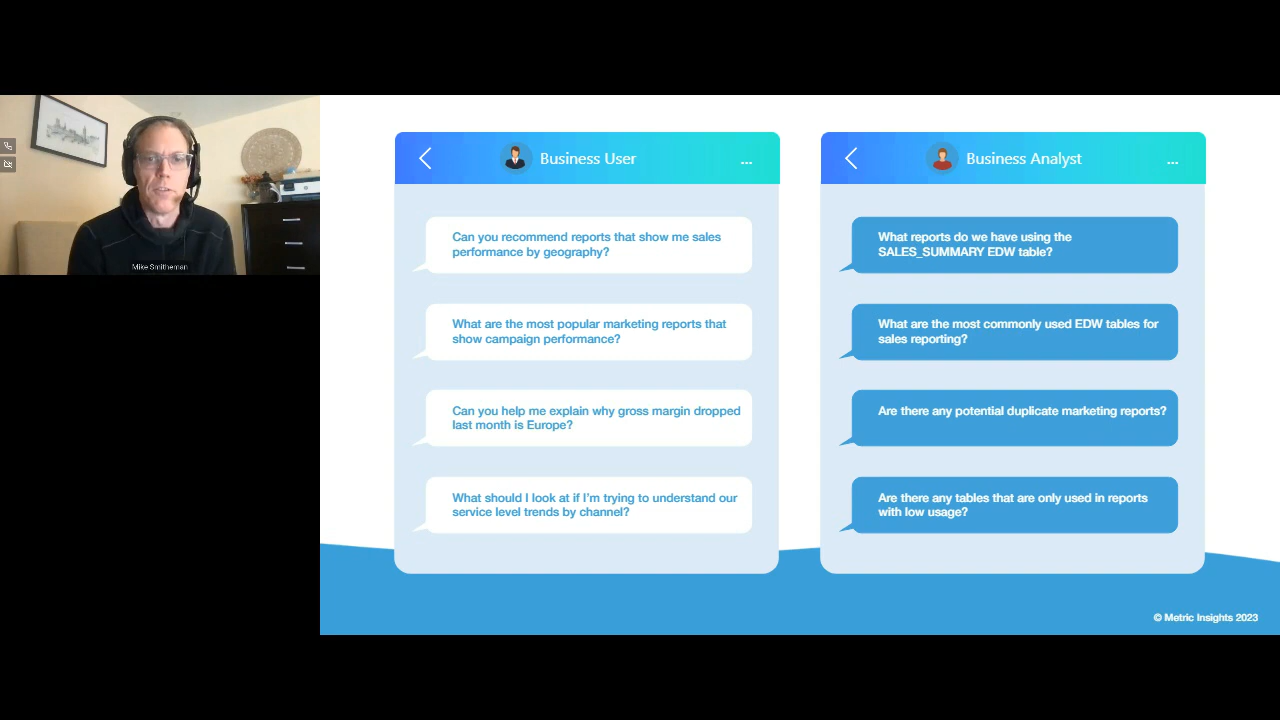 Mike Smitheman
Business User
...
Can you recommend reports that show me sales
performance by geography?
What are the most popular marketing reports that
show campaign performance?
Can you help me explain why gross margin dropped
last month is Europe?
What should I look at if I'm trying to understand our
service level trends by channel?
Business Analyst
...
What reports do we have using the
SALES_SUMMARY EDW table?
What are the most commonly used EDW tables for
sales reporting?
Are there any potential duplicate marketing reports?
Are there any tables that are only used in reports
with low usage?
© Metric Insights 2023